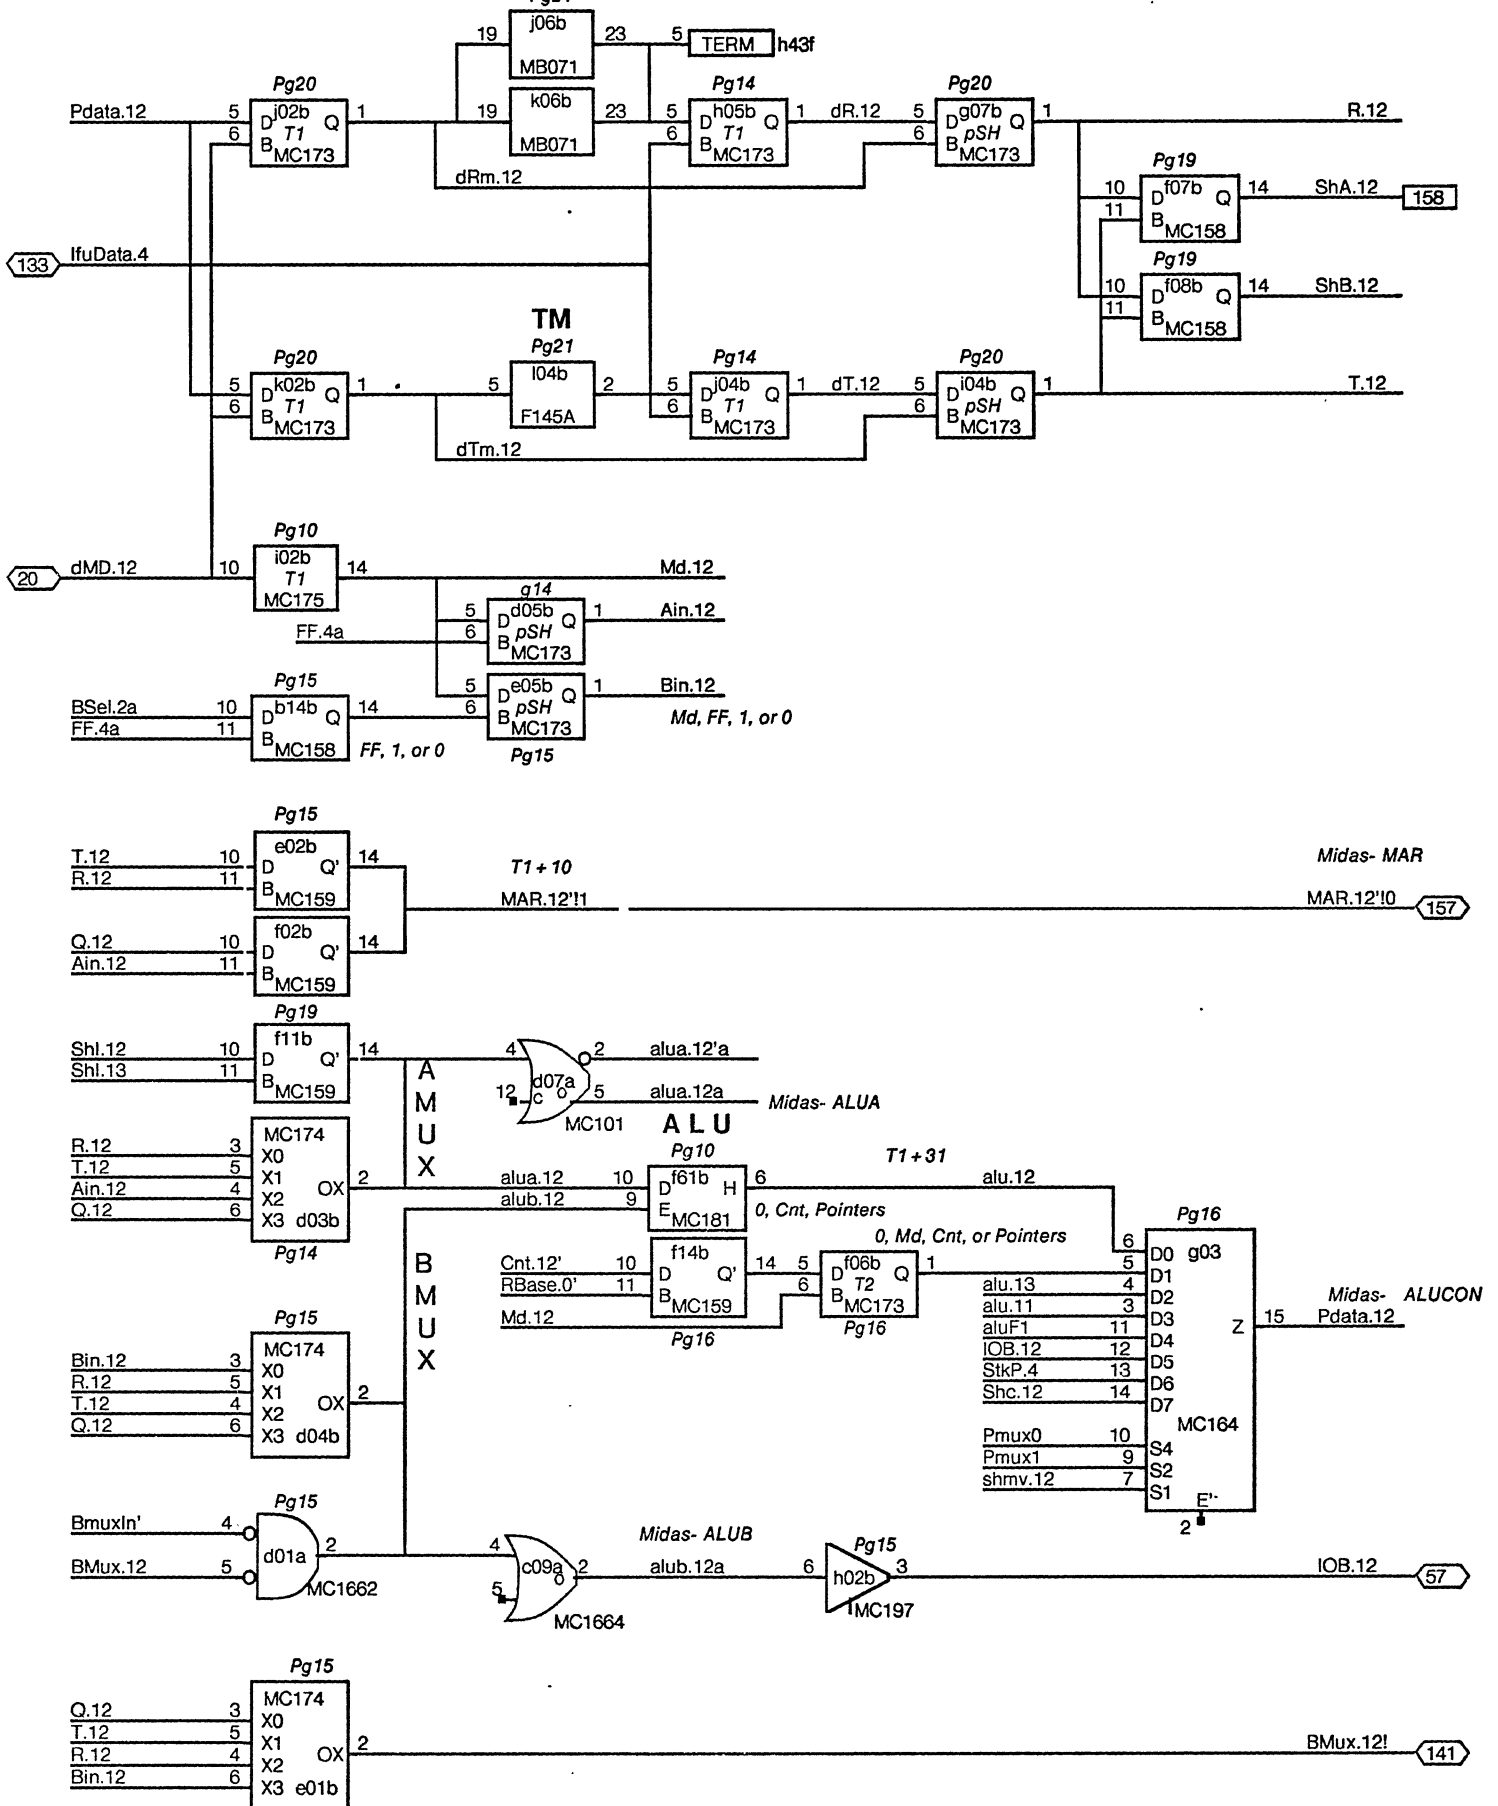 j06b
19
23
5
TERM
h43f
MB071
Pg20
Pg14
Pg20
Pdata.12
5
j02b
D
Q
1
6
T1
B
MC173
19
k06b
23
MB071
5
h05b
D
Q
1
6
T1
B
MC173
dR.12
5
g07b
D
Q
1
6
pSH
B
MC173
R.12
dRm.12
Pg19
10
f07b
D
Q
14
ShA.12
158
11
B
MC158
133
IfuData.4
Pg19
10
f08b
D
Q
14
ShB.12
11
B
MC158
TM
Pg20
Pg21
Pg14
Pg20
5
k02b
D
Q
1
6
T1
B
MC173
5
l04b
2
F145A
5
j04b
D
Q
1
6
T1
B
MC173
dT.12
5
i04b
D
Q
1
6
pSH
B
MC173
T.12
dTm.12
Pg10
20
dMD.12
10
i02b
14
T1
MC175
Md.12
g14
5
d05b
D
Q
1
Ain.12
FF.4a
6
pSH
B
MC173
Pg15
5
e05b
D
Q
1
Bin.12
6
pSH
B
MC173
Md, FF, 1, or 0
Pg15
BSel.2a
10
b14b
D
Q
14
FF.4a
11
B
MC158
FF, 1, or 0
Pg15
T.12
10
e02b
D
Q'
14
R.12
11
B
MC159
T1+10
MAR.12'!1
Midas- MAR
MAR.12'!0
157
Q.12
10
f02b
D
Q'
14
Ain.12
11
B
MC159
Pg19
ShI.12
10
f11b
D
Q'
14
ShI.13
11
B
MC159
A
M
U
X
4
2
alua.12'a
12
d07a
c
o
5
alua.12a
Midas- ALUA
MC101
MC174
R.12
3
X0
T.12
5
X1
Ain.12
4
X2
OX
2
Q.12
6
X3
d03b
Pg14
ALU
Pg10
alua.12
10
f61b
D
H
6
alub.12
9
E
MC181
T1+31
alu.12
0, Cnt, Pointers
0, Md, Cnt, or Pointers
B
M
U
X
Cnt.12'
10
f14b
D
Q'
14
RBase.0'
11
B
MC159
Pg16
Md.12
5
f06b
D
Q
1
6
T2
B
MC173
Pg16
Pg16
6
D0
g03
5
D1
alu.13
4
D2
alu.11
3
D3
aluF1
11
D4
IOB.12
12
D5
StkP.4
13
D6
Shc.12
14
D7
MC164
Pmux0
10
S4
Pmux1
9
S2
shmv.12
7
S1
E'
2
Z
15
Midas- ALUCON
Pdata.12
Pg15
MC174
Bin.12
3
X0
R.12
5
X1
T.12
4
X2
OX
2
Q.12
6
X3
d04b
Pg15
BmuxIn'
4
d01a
2
BMux.12
5
MC1662
4
c09a
o
2
5
MC1664
Midas- ALUB
alub.12a
Pg15
6
h02b
3
MC197
IOB.12
57
Pg15
MC174
Q.12
3
X0
T.12
5
X1
R.12
4
X2
OX
2
Bin.12
6
X3
e01b
BMux.12!
141